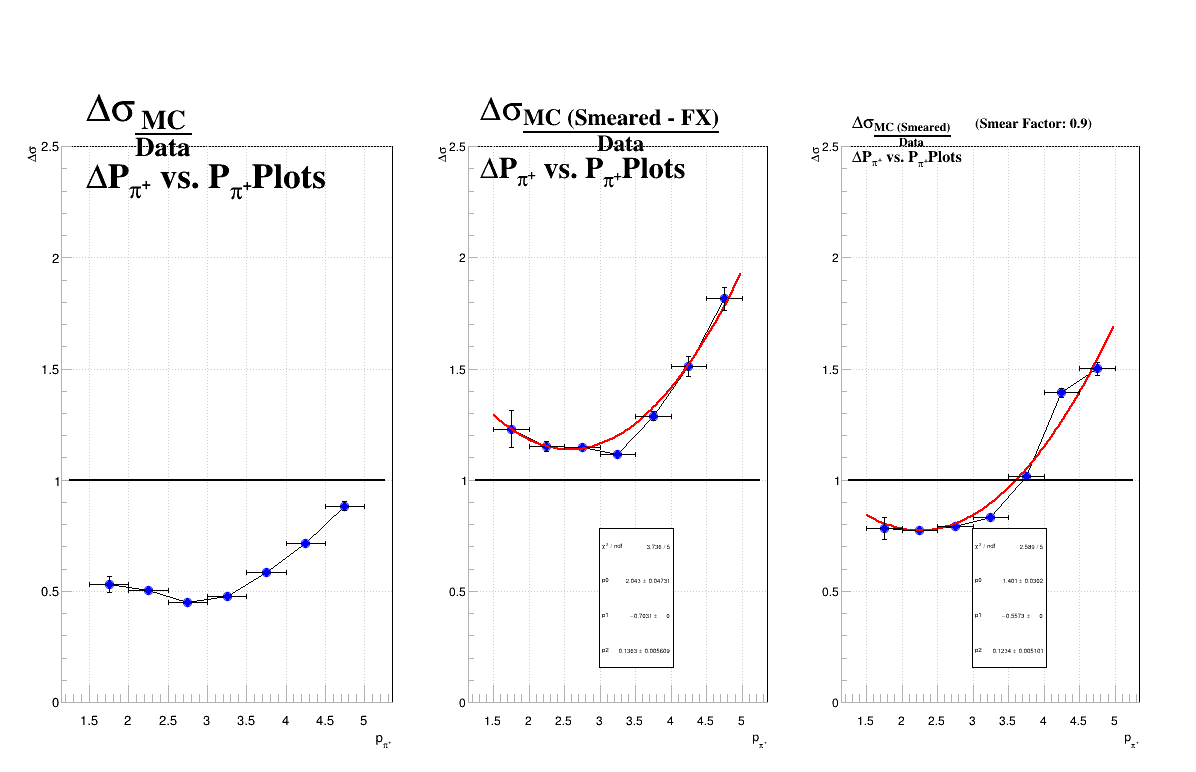 Δσ MC
Data
ΔP π+ vs. P π+ Plots
Δσ
2.5
2
1.5
1
0.5
0
1.5 2 2.5 3 3.5 4 4.5 5
p π+
Δσ MC (Smeared - FX)
Data
ΔP π+ vs. P π+ Plots
Δσ
2.5
2
1.5
1
0.5
0
χ² / ndf 3.736 / 5
p0 2.043 ± 0.04731
p1 −0.7031 ± 0
p2 0.1363 ± 0.005609
1.5 2 2.5 3 3.5 4 4.5 5
p π+
Δσ MC (Smeared) (Smear Factor: 0.9)
Data
ΔP π+ vs. P π+ Plots
Δσ
2.5
2
1.5
1
0.5
0
χ² / ndf 2.589 / 5
p0 1.401 ± 0.0302
p1 −0.5573 ± 0
p2 0.1234 ± 0.005101
1.5 2 2.5 3 3.5 4 4.5 5
p π+